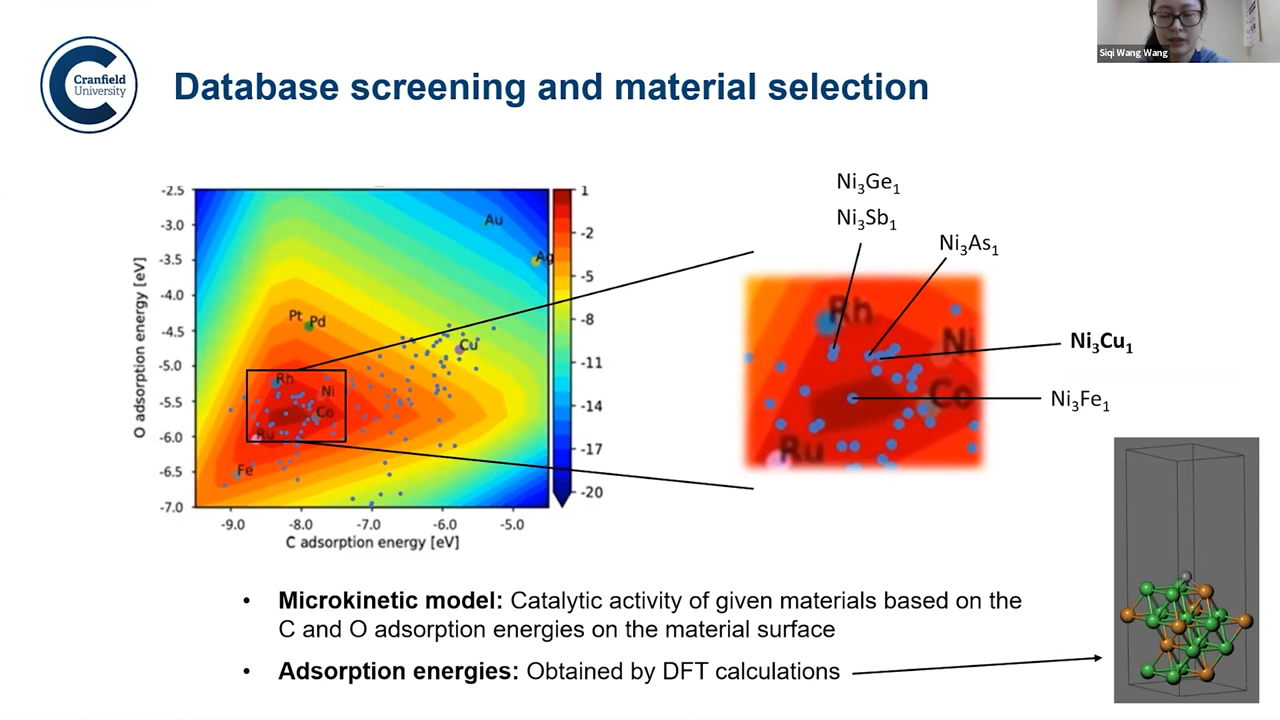 Siqi Wang Wang
Cranfield
University
Database screening and material selection
Ni₃Ge₁
Ni₃Sb₁
Ni₃As₁
Ni₃Cu₁
Ni₃Fe₁
-2.5
-3.0
-3.5
-4.0
-4.5
-5.0
-5.5
-6.0
-6.5
-7.0
O adsorption energy [eV]
Au
Ag
Pt
Pd
Cu
Rh
Ni
Co
Ru
Fe
1
-2
-5
-8
-11
-14
-17
-20
-9.0
-8.0
-7.0
-6.0
-5.0
C adsorption energy [eV]
Rh
Ni
Co
Ru
• Microkinetic model: Catalytic activity of given materials based on the
C and O adsorption energies on the material surface
• Adsorption energies: Obtained by DFT calculations